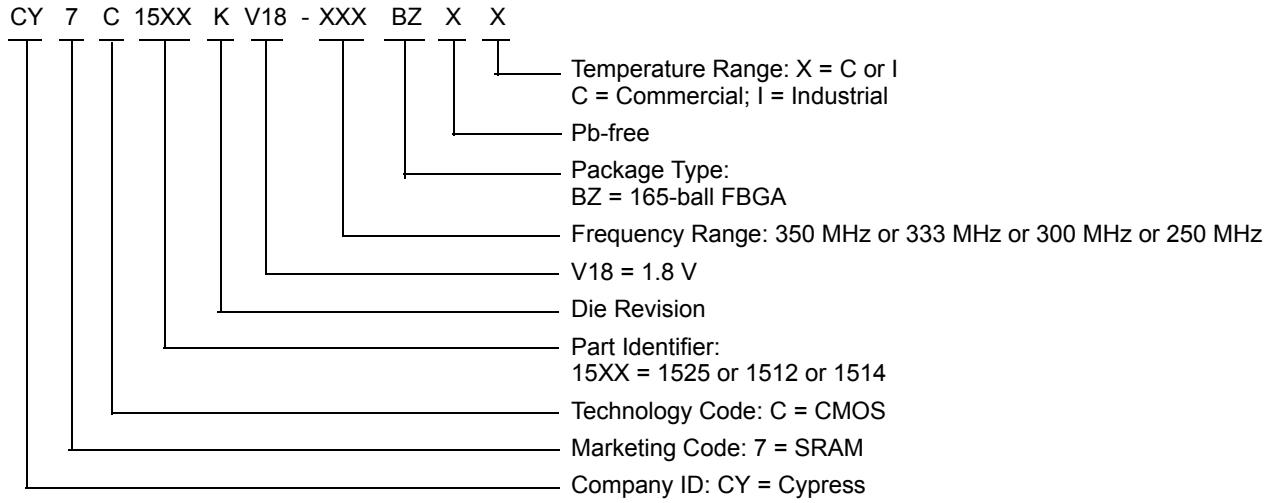 CY 7 C 15XX K V18 - XXX BZ X X
Temperature Range: X = C or I
C = Commercial; I = Industrial
Pb-free
Package Type:
BZ = 165-ball FBGA
Frequency Range: 350 MHz or 333 MHz or 300 MHz or 250 MHz
V18 = 1.8 V
Die Revision
Part Identifier:
15XX = 1525 or 1512 or 1514
Technology Code: C = CMOS
Marketing Code: 7 = SRAM
Company ID: CY = Cypress